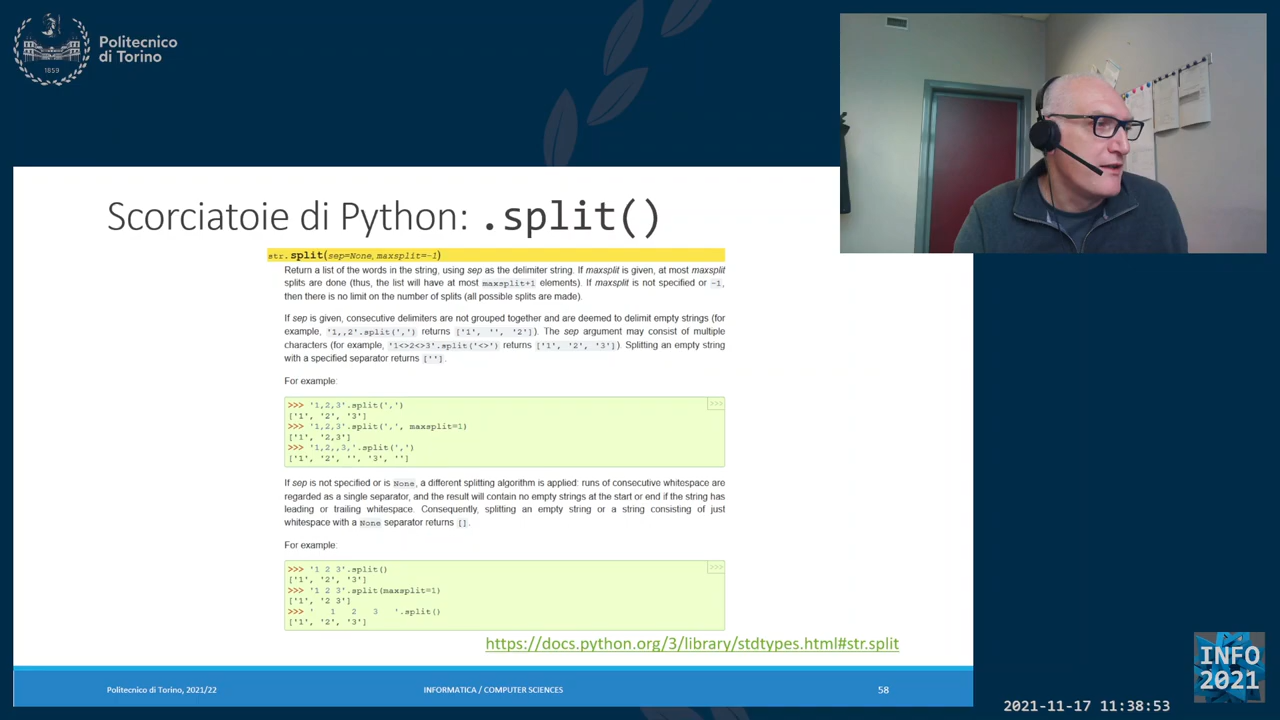 Politecnico
di Torino
1859
Scorciatoie di Python: .split()
str.split(sep=None, maxsplit=-1)
Return a list of the words in the string, using sep as the delimiter string. If maxsplit is given, at most maxsplit
splits are done (thus, the list will have at most maxsplit+1 elements). If maxsplit is not specified or -1,
then there is no limit on the number of splits (all possible splits are made).
If sep is given, consecutive delimiters are not grouped together and are deemed to delimit empty strings (for
example, '1,,2'.split(',') returns ['1', '', '2']). The sep argument may consist of multiple
characters (for example, '1<>2<>3'.split('<>') returns ['1', '2', '3']). Splitting an empty string
with a specified separator returns [''].
For example:
>>>
>>> '1,2,3'.split(',')
['1', '2', '3']
>>> '1,2,3'.split(',', maxsplit=1)
['1', '2,3']
>>> '1,2,,3,'.split(',')
['1', '2', '', '3', '']
If sep is not specified or is None, a different splitting algorithm is applied: runs of consecutive whitespace are
regarded as a single separator, and the result will contain no empty strings at the start or end if the string has
leading or trailing whitespace. Consequently, splitting an empty string or a string consisting of just
whitespace with a None separator returns [].
For example:
>>>
>>> '1 2 3'.split()
['1', '2', '3']
>>> '1 2 3'.split(maxsplit=1)
['1', '2 3']
>>> '   1   2   3   '.split()
['1', '2', '3']
https://docs.python.org/3/library/stdtypes.html#str.split
Politecnico di Torino, 2021/22
INFORMATICA / COMPUTER SCIENCES
58
INFO
2021
2021-11-17 11:38:53